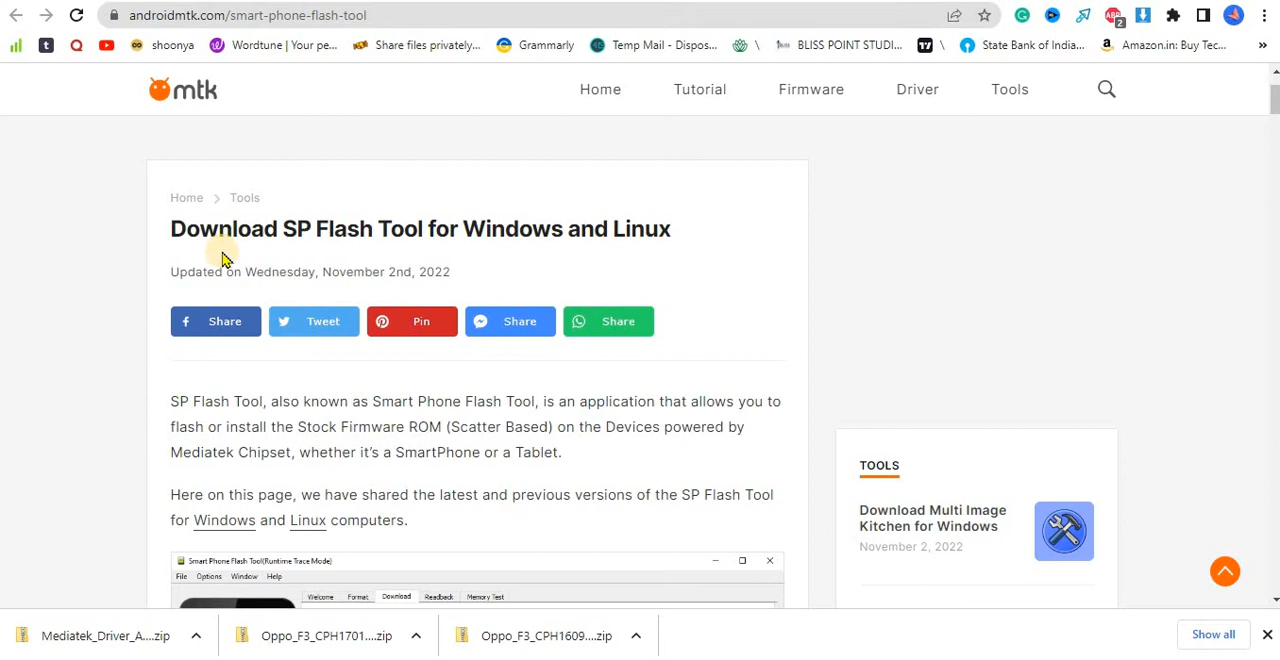 androidmtk.com/smart-phone-flash-tool
2
shoonya
Wordtune | Your pe...
Share files privately...
Grammarly
Temp Mail - Dispos...
\
BLISS POINT STUDI...
\
State Bank of India...
Amazon.in: Buy Tec...
»
mtk
Home
Tutorial
Firmware
Driver
Tools
Home > Tools
Download SP Flash Tool for Windows and Linux
Updated on Wednesday, November 2nd, 2022
Share
Tweet
Pin
Share
Share
SP Flash Tool, also known as Smart Phone Flash Tool, is an application that allows you to
flash or install the Stock Firmware ROM (Scatter Based) on the Devices powered by
Mediatek Chipset, whether it's a SmartPhone or a Tablet.
Here on this page, we have shared the latest and previous versions of the SP Flash Tool
for Windows and Linux computers.
Smart Phone Flash Tool(Runtime Trace Mode)
File Options Window Help
Welcome Format Download Readback Memory Test
TOOLS
Download Multi Image
Kitchen for Windows
November 2, 2022
Mediatek_Driver_A....zip
Oppo_F3_CPH1701....zip
Oppo_F3_CPH1609....zip
Show all